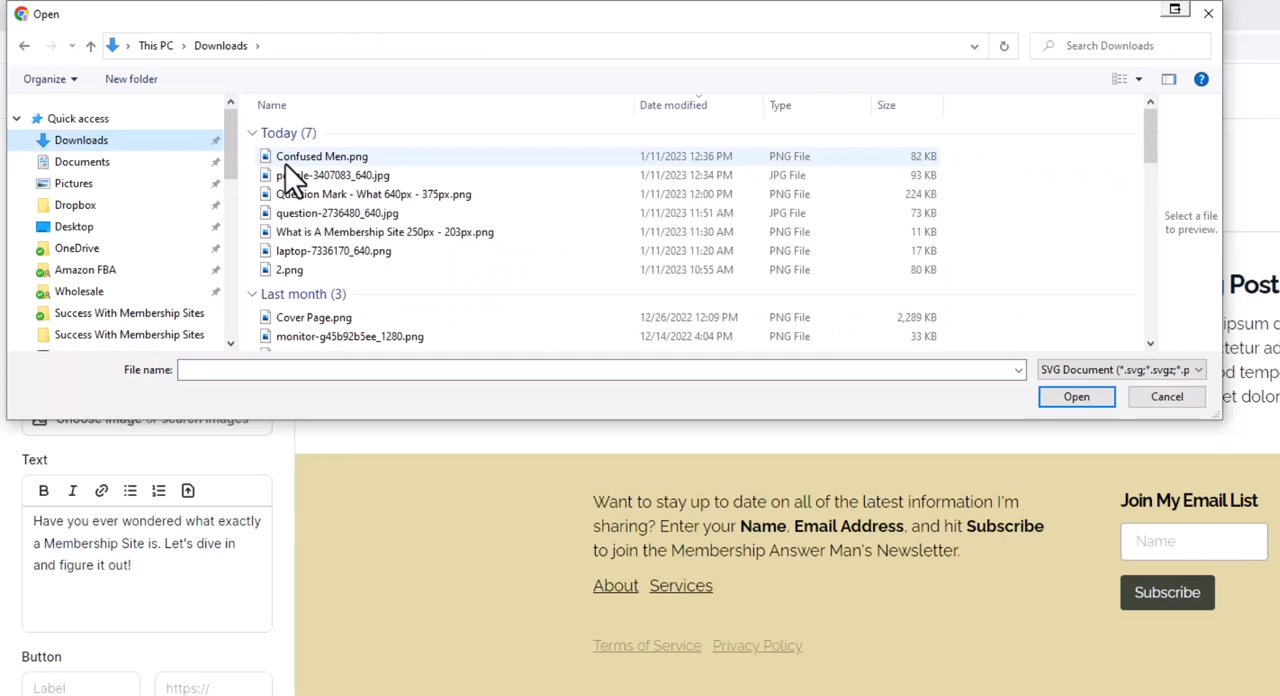 Open
This PC > Downloads >
Search Downloads
Organize
New folder
Name
Date modified
Type
Size
Quick access
Downloads
Documents
Pictures
Dropbox
Desktop
OneDrive
Amazon FBA
Wholesale
Success With Membership Sites
Success With Membership Sites
Today (7)
Confused Men.png 1/11/2023 12:36 PM PNG File 82 KB
-3407083_640.jpg 1/11/2023 12:34 PM JPG File 93 KB
Question Mark - What 640px - 375px.png 1/11/2023 12:00 PM PNG File 224 KB
question-2736480_640.jpg 1/11/2023 11:51 AM JPG File 73 KB
What is A Membership Site 250px - 203px.png 1/11/2023 11:30 AM PNG File 11 KB
laptop-7336170_640.png 1/11/2023 11:20 AM PNG File 17 KB
2.png 1/11/2023 10:55 AM PNG File 80 KB
Last month (3)
Cover Page.png 12/26/2022 12:09 PM PNG File 2,289 KB
monitor-g45b92b5ee_1280.png 12/14/2022 4:04 PM PNG File 33 KB
Select a file
to preview.
File name:
SVG Document (*.svg;*.svgz;*.p
Open
Cancel
Post
ipsum d
tetur ad
d temp
et dolor
Choose image or search images
Text
Have you ever wondered what exactly
a Membership Site is. Let's dive in
and figure it out!
Button
Label
https://
Want to stay up to date on all of the latest information I'm
sharing? Enter your Name, Email Address, and hit Subscribe
to join the Membership Answer Man's Newsletter.
About Services
Terms of Service Privacy Policy
Join My Email List
Name
Subscribe